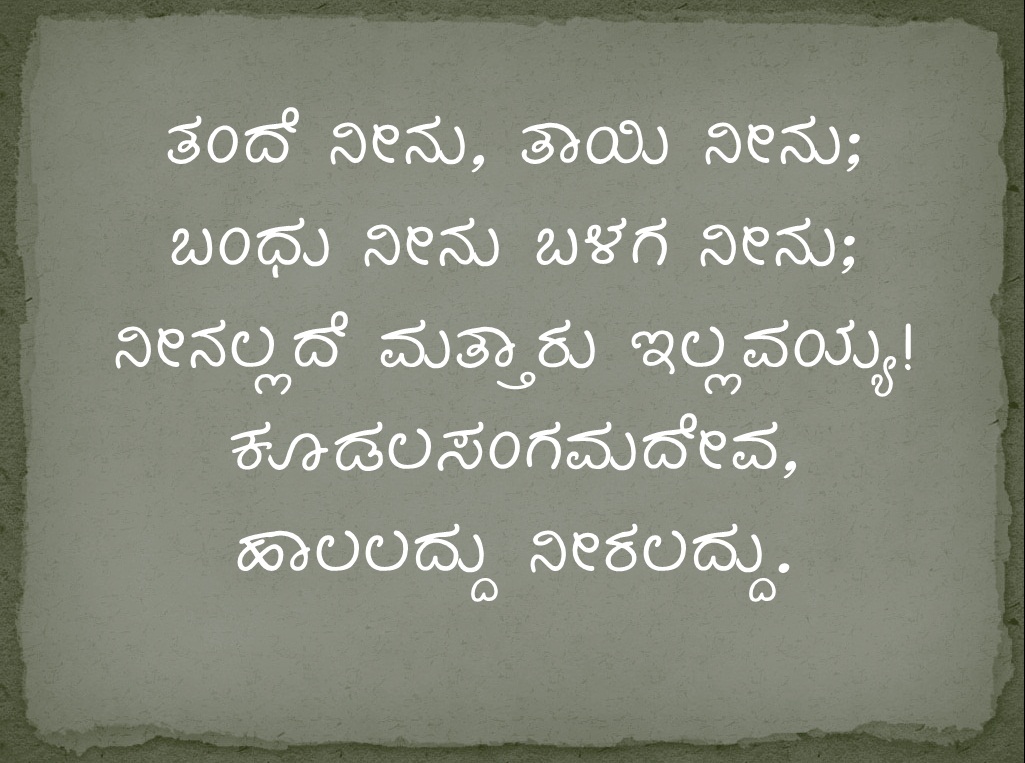 ತಂದೆ ನೀನು, ತಾಯಿ ನೀನು;
ಬಂಧು ನೀನು ಬಳಗ ನೀನು;
ನೀನಲ್ಲದೆ ಮತ್ತಾರು ಇಲ್ಲವಯ್ಯ!
ಕೂಡಲಸಂಗಮದೇವ,
ಹಾಲಲದ್ದು ನೀರಲದ್ದು.